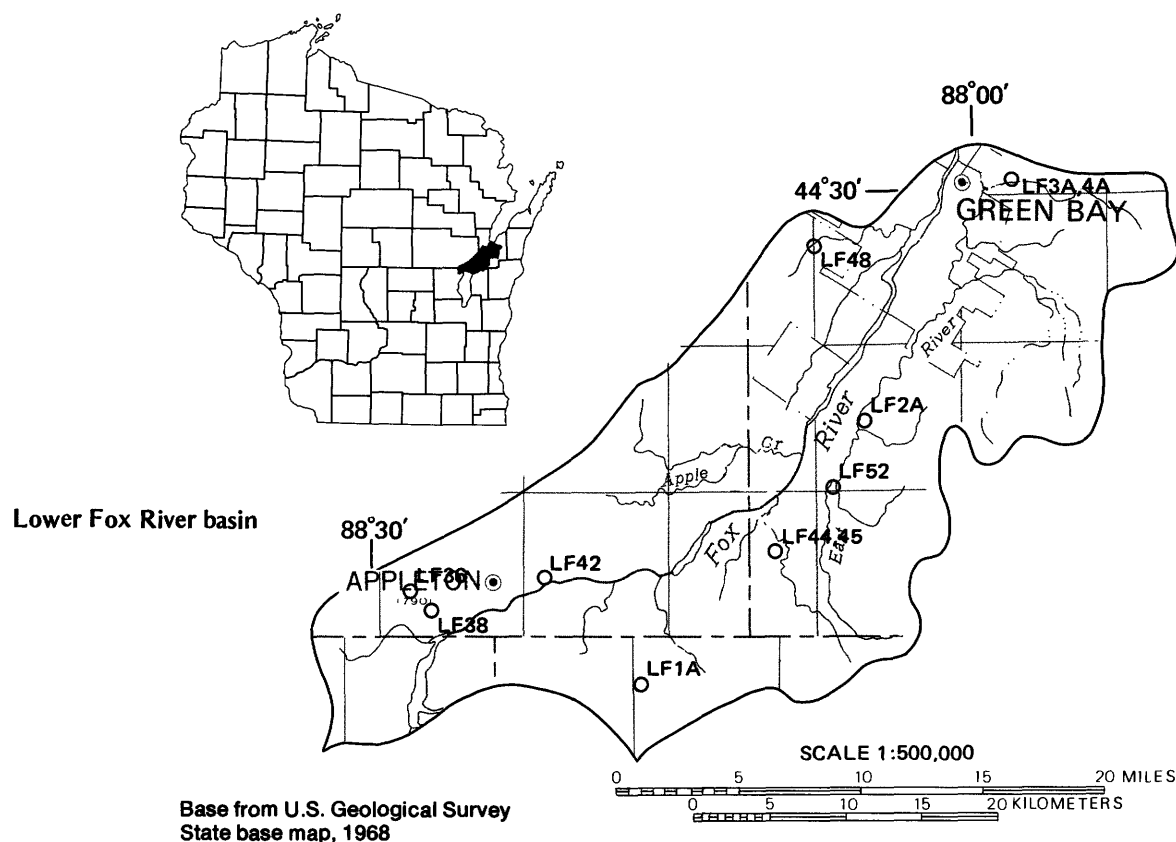 88°00'
44°30'
LF3A,4A
GREEN BAY
LF48
River
LF2A
River
Cr
Apple
LF52
Lower Fox River basin
88°30'
Fox
LF44,45
East
LF42
APPLETON
LF36
LF38
LF1A
SCALE 1:500,000
0 5 10 15 20 MILES
0 5 10 15 20 KILOMETERS
Base from U.S. Geological Survey
State base map, 1968